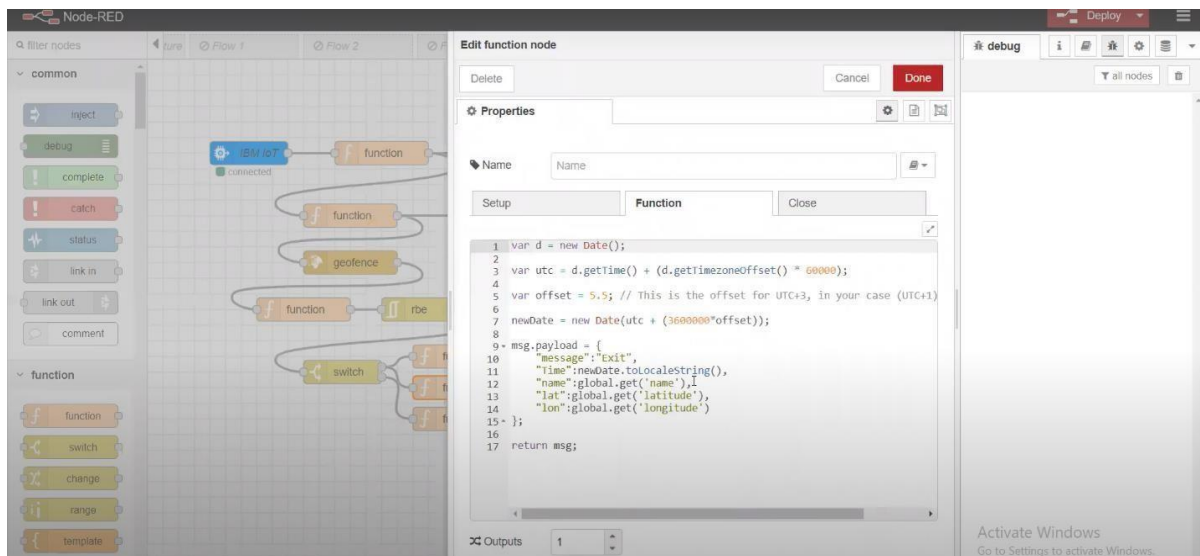 Node-RED
Deploy
filter nodes
Flow 1
Flow 2
common
inject
debug
complete
catch
status
link in
link out
comment
function
function
switch
change
range
template
IBM IoT
connected
function
function
geofence
function
rbe
switch
Edit function node
Delete
Cancel
Done
Properties
Name
Name
Setup
Function
Close
1 var d = new Date();
2
3 var utc = d.getTime() + (d.getTimezoneOffset() * 60000);
4
5 var offset = 5.5; // This is the offset for UTC+3, in your case (UTC+1)
6
7 newDate = new Date(utc + (3600000*offset));
8
9 msg.payload = {
10 "message":"Exit",
11 "Time":newDate.toLocaleString(),
12 "name":global.get('name'),
13 "lat":global.get('latitude'),
14 "lon":global.get('longitude')
15 };
16
17 return msg;
Outputs
1
debug
i
all nodes
Activate Windows
Go to Settings to activate Windows.